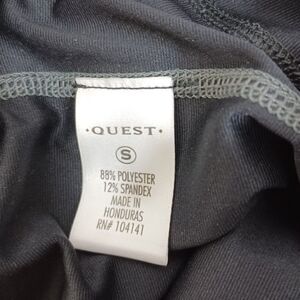 ·QUEST·
S
88% POLYESTER
12% SPANDEX
MADE IN
HONDURAS
RN# 104141